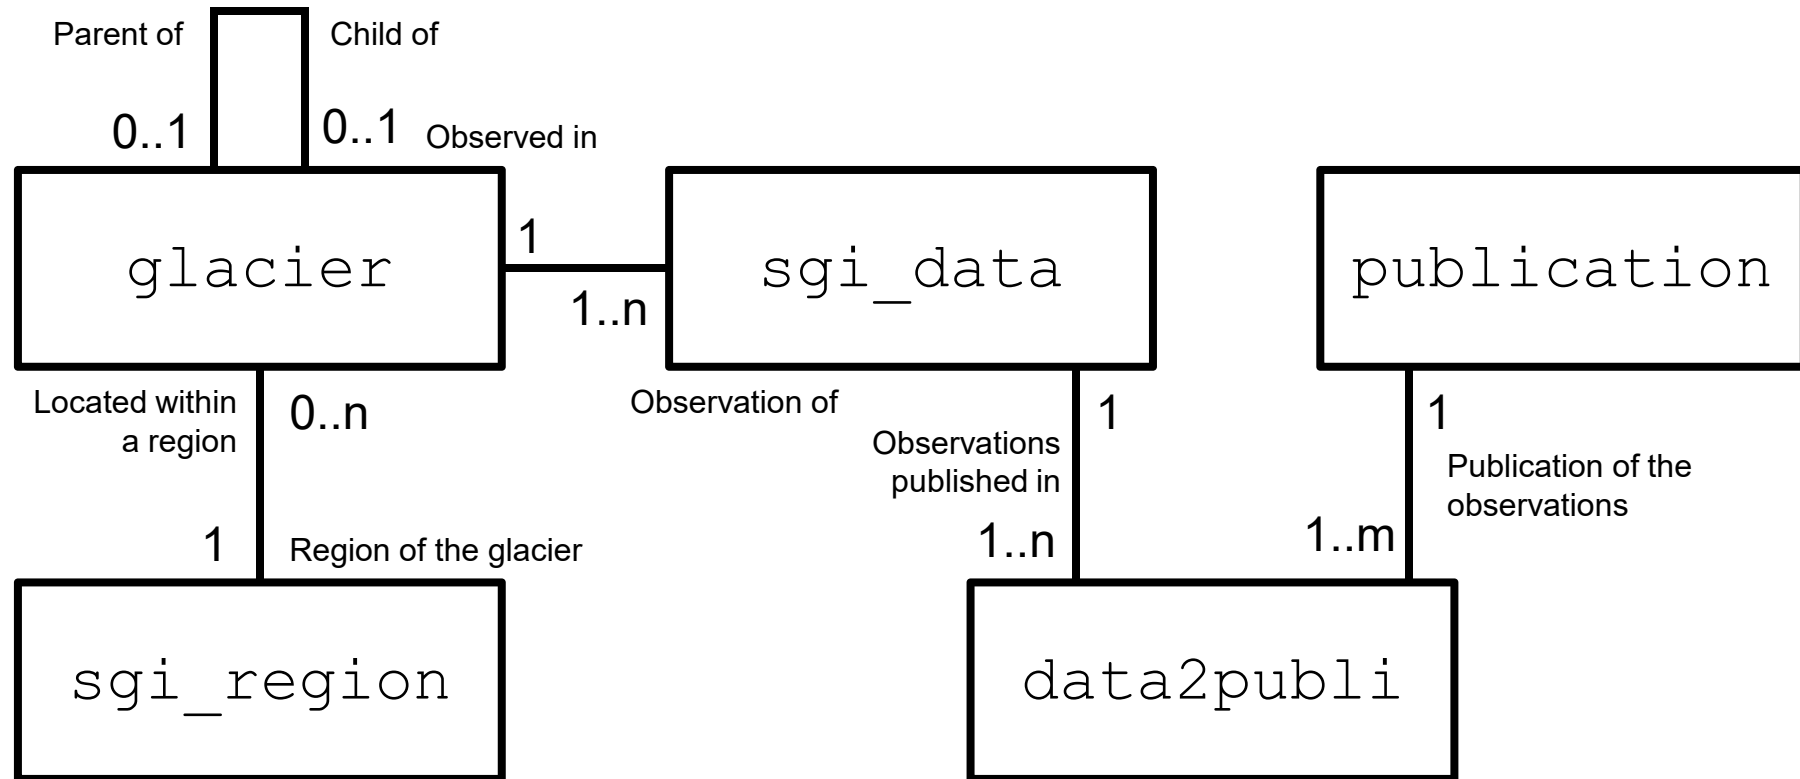 Parent of
Child of
0..1
0..1
Observed in
glacier
1
1..n
sgi_data
publication
Located within
a region
0..n
Observation of
Observations
published in
1
1
Publication of the
observations
1
Region of the glacier
1..n
1..m
sgi_region
data2publi